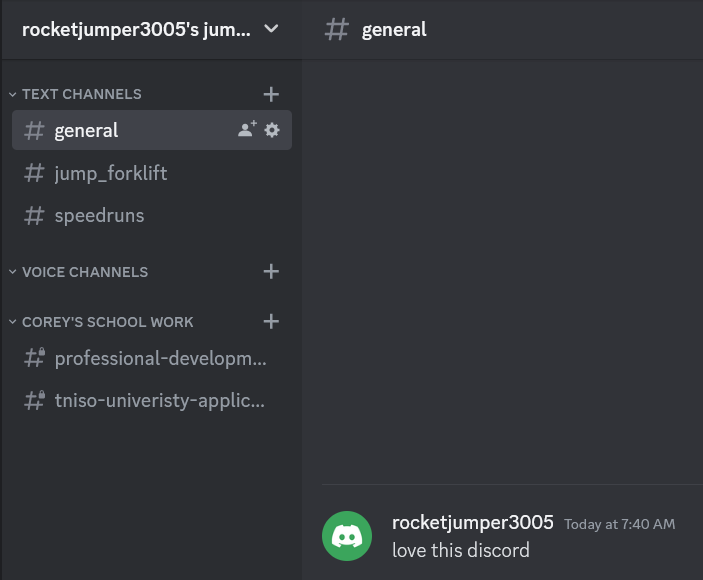 rocketjumper3005's jum...
# general
TEXT CHANNELS
# general
# jump_forklift
# speedruns
VOICE CHANNELS
COREY'S SCHOOL WORK
# professional-developm...
# tniso-univeristy-applic...
rocketjumper3005 Today at 7:40 AM
love this discord